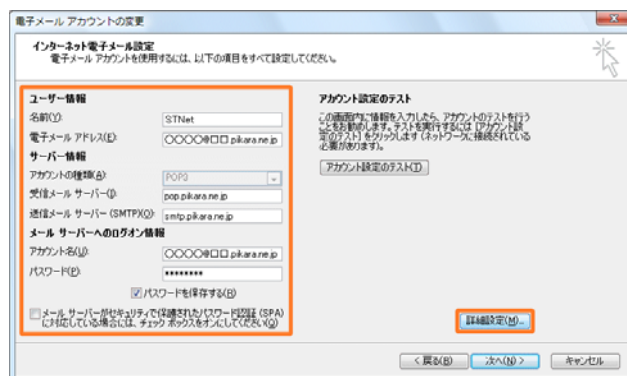 電子メール アカウントの変更
インターネット電子メール設定
電子メール アカウントを使用するには、以下の項目をすべて設定してください。
ユーザー情報
名前(Y):
STNet
電子メール アドレス(E):
〇〇〇〇@□□.pikara.ne.jp
サーバー情報
アカウントの種類(A):
POP3
受信メール サーバー(I):
pop.pikara.ne.jp
送信メール サーバー (SMTP)(O):
smtp.pikara.ne.jp
メール サーバーへのログオン情報
アカウント名(U):
〇〇〇〇@□□.pikara.ne.jp
パスワード(P):
********
パスワードを保存する(R)
メール サーバーがセキュリティで保護されたパスワード認証 (SPA)
に対応している場合には、チェック ボックスをオンにしてください(Q)
アカウント設定のテスト
この画面内に情報を入力したら、アカウントのテストを行う
ことをお勧めします。テストを実行するには [アカウント設
定のテスト] をクリックします (ネットワークに接続されている
必要があります)。
アカウント設定のテスト(T)
詳細設定(M)...
< 戻る(B)
次へ(N) >
キャンセル